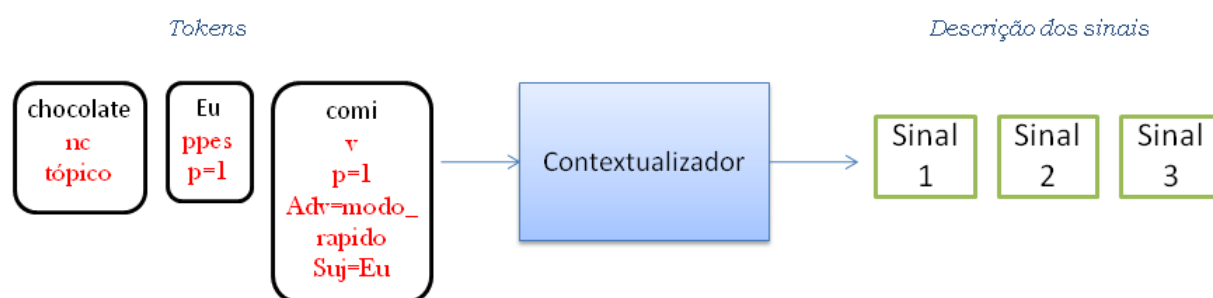 Tokens
Descrição dos sinais
chocolate
nc
tópico
Eu
ppes
p=1
comi
v
p=1
Adv=modo_
rapido
Suj=Eu
Contextualizador
Sinal
1
Sinal
2
Sinal
3